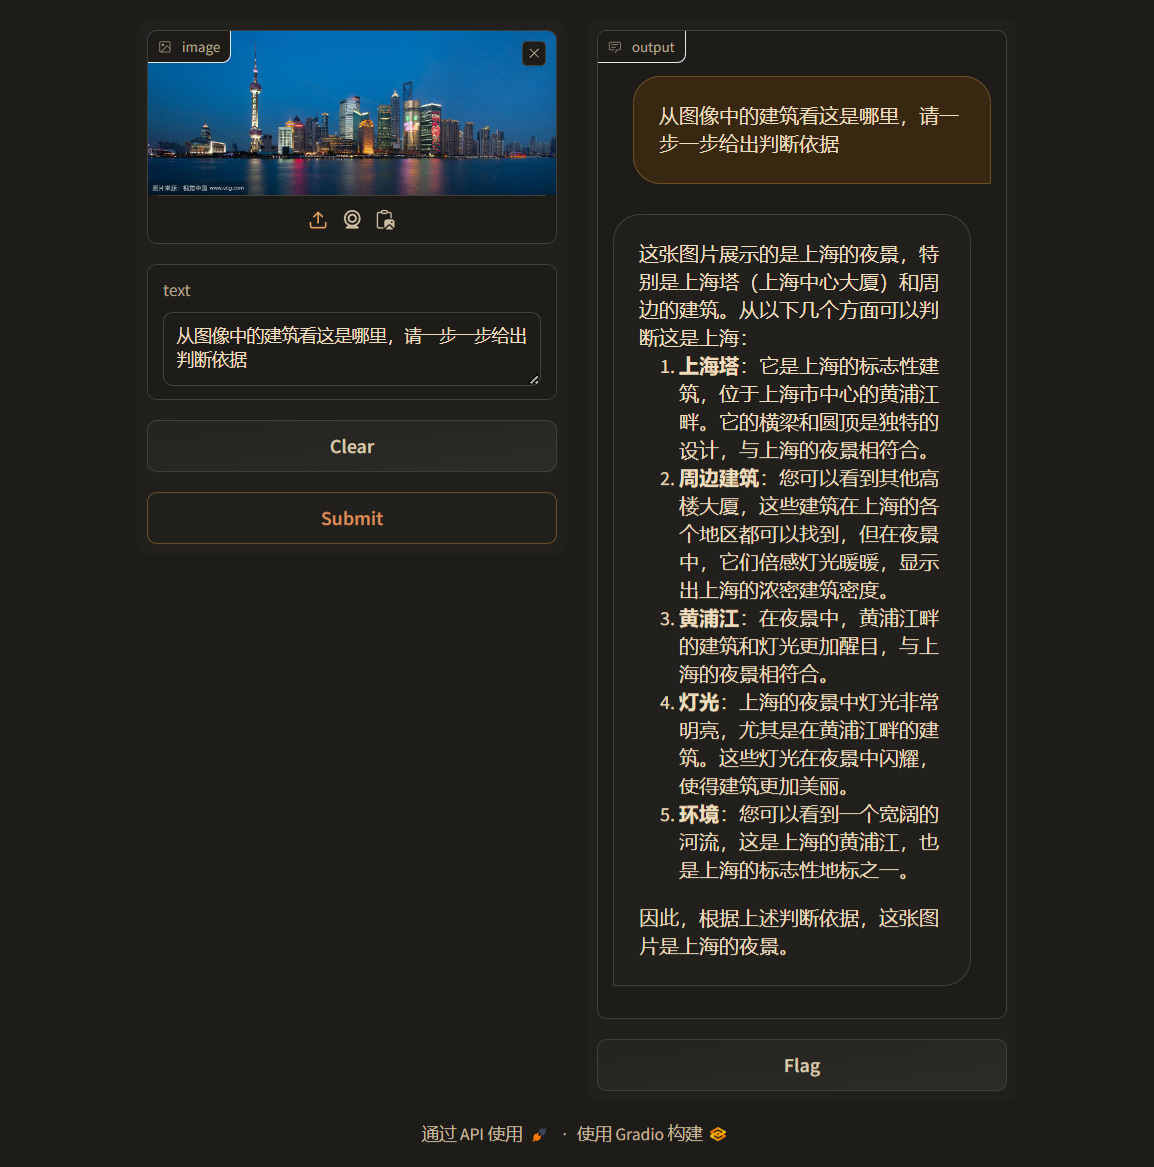 image
图片来源：视觉中国 www.vcg.com
text
从图像中的建筑看这是哪里，请一步一步给出
判断依据
Clear
Submit
output
从图像中的建筑看这是哪里，请一
步一步给出判断依据
这张图片展示的是上海的夜景，特
别是上海塔（上海中心大厦）和周
边的建筑。从以下几个方面可以判
断这是上海：
1. 上海塔：它是上海的标志性建
筑，位于上海市中心的黄浦江
畔。它的横梁和圆顶是独特的
设计，与上海的夜景相符合。
2. 周边建筑：您可以看到其他高
楼大厦，这些建筑在上海的各
个地区都可以找到，但在夜景
中，它们倍感灯光暖暖，显示
出上海的浓密建筑密度。
3. 黄浦江：在夜景中，黄浦江畔
的建筑和灯光更加醒目，与上
海的夜景相符合。
4. 灯光：上海的夜景中灯光非常
明亮，尤其是在黄浦江畔的建
筑。这些灯光在夜景中闪耀，
使得建筑更加美丽。
5. 环境：您可以看到一个宽阔的
河流，这是上海的黄浦江，也
是上海的标志性地标之一。
因此，根据上述判断依据，这张图
片是上海的夜景。
Flag
通过 API 使用 · 使用 Gradio 构建